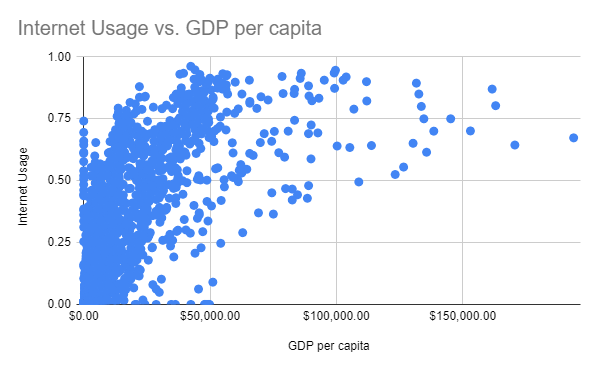 Internet Usage vs. GDP per capita
1.00
0.75
0.50
0.25
0.00
Internet Usage
$0.00 $50,000.00 $100,000.00 $150,000.00
GDP per capita